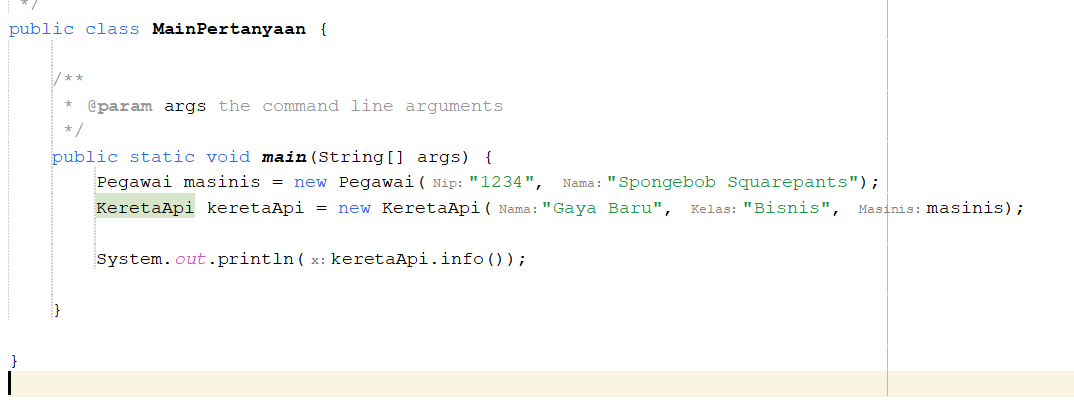 */
public class MainPertanyaan {
/**
* @param args the command line arguments
*/
public static void main(String[] args) {
Pegawai masinis = new Pegawai( Nip: "1234", Nama: "Spongebob Squarepants");
KeretaApi keretaApi = new KeretaApi( Nama: "Gaya Baru", Kelas: "Bisnis", Masinis: masinis);
System.out.println( x: keretaApi.info());
}
}